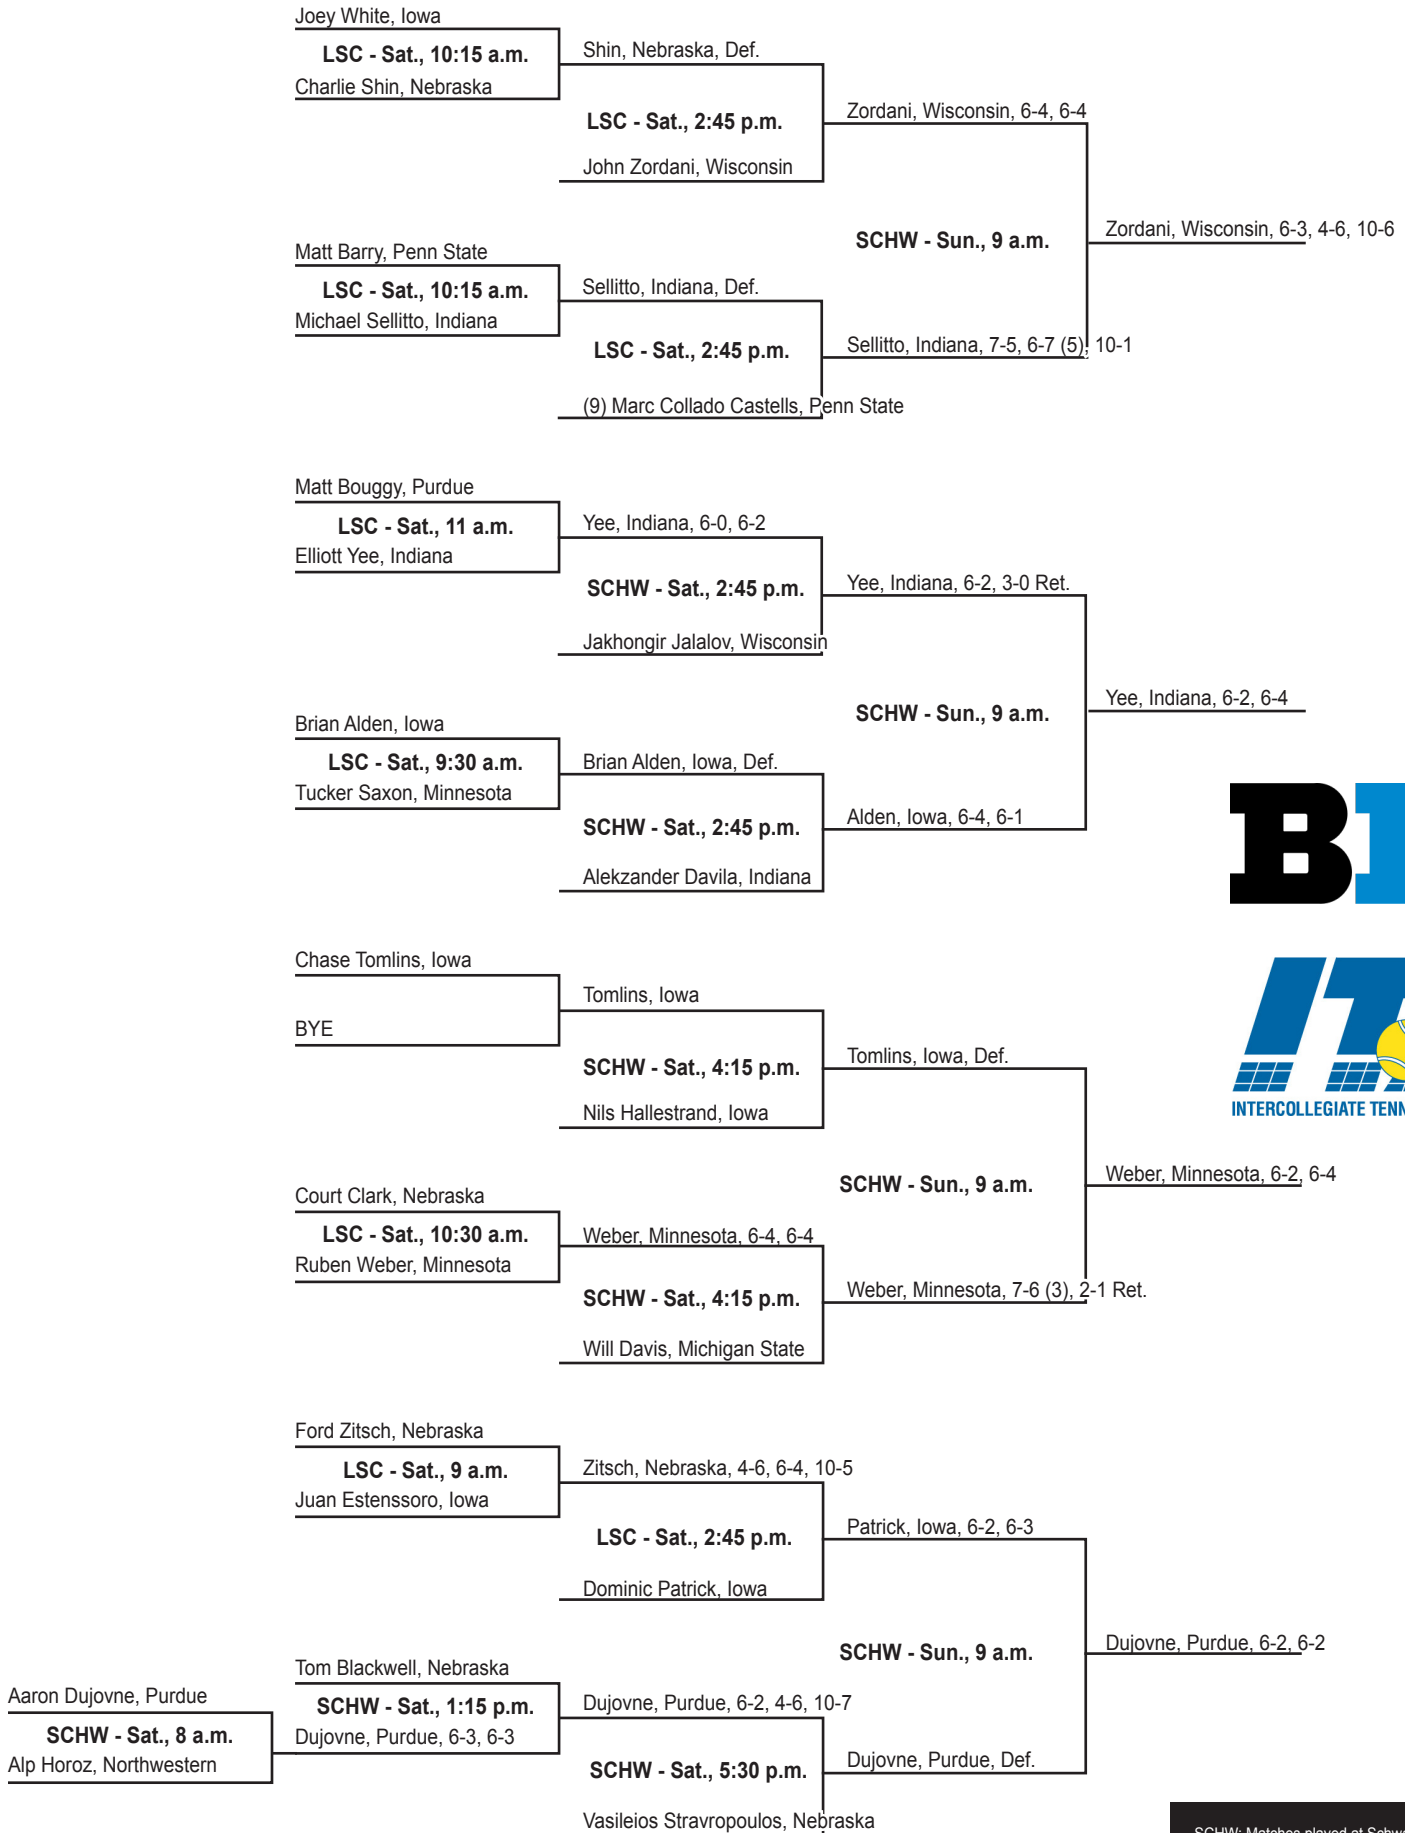 Joey White, Iowa
LSC - Sat., 10:15 a.m.
Charlie Shin, Nebraska
Shin, Nebraska, Def.
LSC - Sat., 2:45 p.m.
John Zordani, Wisconsin
Zordani, Wisconsin, 6-4, 6-4
SCHW - Sun., 9 a.m.
Zordani, Wisconsin, 6-3, 4-6, 10-6
Matt Barry, Penn State
LSC - Sat., 10:15 a.m.
Michael Sellitto, Indiana
Sellitto, Indiana, Def.
LSC - Sat., 2:45 p.m.
(9) Marc Collado Castells, Penn State
Sellitto, Indiana, 7-5, 6-7 (5), 10-1
Matt Bouggy, Purdue
LSC - Sat., 11 a.m.
Elliott Yee, Indiana
Yee, Indiana, 6-0, 6-2
SCHW - Sat., 2:45 p.m.
Jakhongir Jalalov, Wisconsin
Yee, Indiana, 6-2, 3-0 Ret.
SCHW - Sun., 9 a.m.
Yee, Indiana, 6-2, 6-4
Brian Alden, Iowa
LSC - Sat., 9:30 a.m.
Tucker Saxon, Minnesota
Brian Alden, Iowa, Def.
SCHW - Sat., 2:45 p.m.
Alekzander Davila, Indiana
Alden, Iowa, 6-4, 6-1
B
Chase Tomlins, Iowa
BYE
Tomlins, Iowa
SCHW - Sat., 4:15 p.m.
Nils Hallestrand, Iowa
Tomlins, Iowa, Def.
SCHW - Sun., 9 a.m.
Weber, Minnesota, 6-2, 6-4
IT
INTERCOLLEGIATE TENN
Court Clark, Nebraska
LSC - Sat., 10:30 a.m.
Ruben Weber, Minnesota
Weber, Minnesota, 6-4, 6-4
SCHW - Sat., 4:15 p.m.
Will Davis, Michigan State
Weber, Minnesota, 7-6 (3), 2-1 Ret.
Ford Zitsch, Nebraska
LSC - Sat., 9 a.m.
Juan Estenssoro, Iowa
Zitsch, Nebraska, 4-6, 6-4, 10-5
LSC - Sat., 2:45 p.m.
Dominic Patrick, Iowa
Patrick, Iowa, 6-2, 6-3
SCHW - Sun., 9 a.m.
Dujovne, Purdue, 6-2, 6-2
Aaron Dujovne, Purdue
SCHW - Sat., 8 a.m.
Alp Horoz, Northwestern
Tom Blackwell, Nebraska
SCHW - Sat., 1:15 p.m.
Dujovne, Purdue, 6-3, 6-3
Dujovne, Purdue, 6-2, 4-6, 10-7
SCHW - Sat., 5:30 p.m.
Vasileios Stravropoulos, Nebraska
Dujovne, Purdue, Def.
SCHW: Matches played at Schw